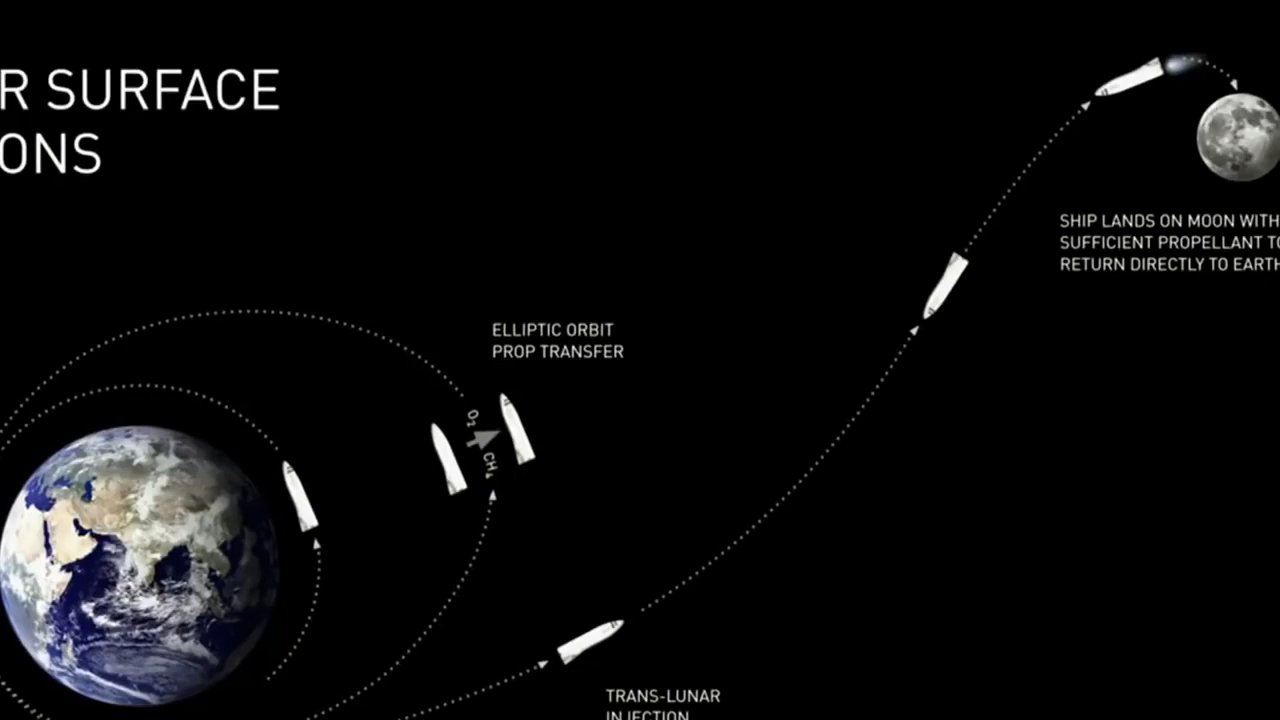 R SURFACE
ONS
SHIP LANDS ON MOON WITH
SUFFICIENT PROPELLANT TO
RETURN DIRECTLY TO EARTH
ELLIPTIC ORBIT
PROP TRANSFER
O₂
CH₄
TRANS-LUNAR
INJECTION